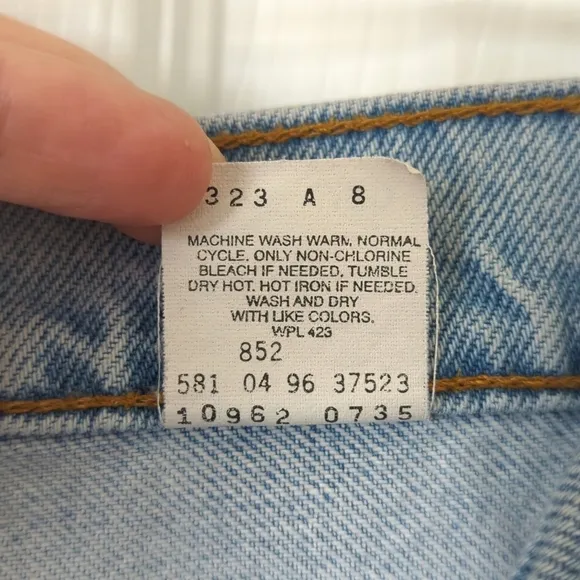 323 A 8
MACHINE WASH WARM, NORMAL
CYCLE, ONLY NON-CHLORINE
BLEACH IF NEEDED, TUMBLE
DRY HOT. HOT IRON IF NEEDED.
WASH AND DRY
WITH LIKE COLORS.
WPL 423
852
581 04 96 37523
10962 0735